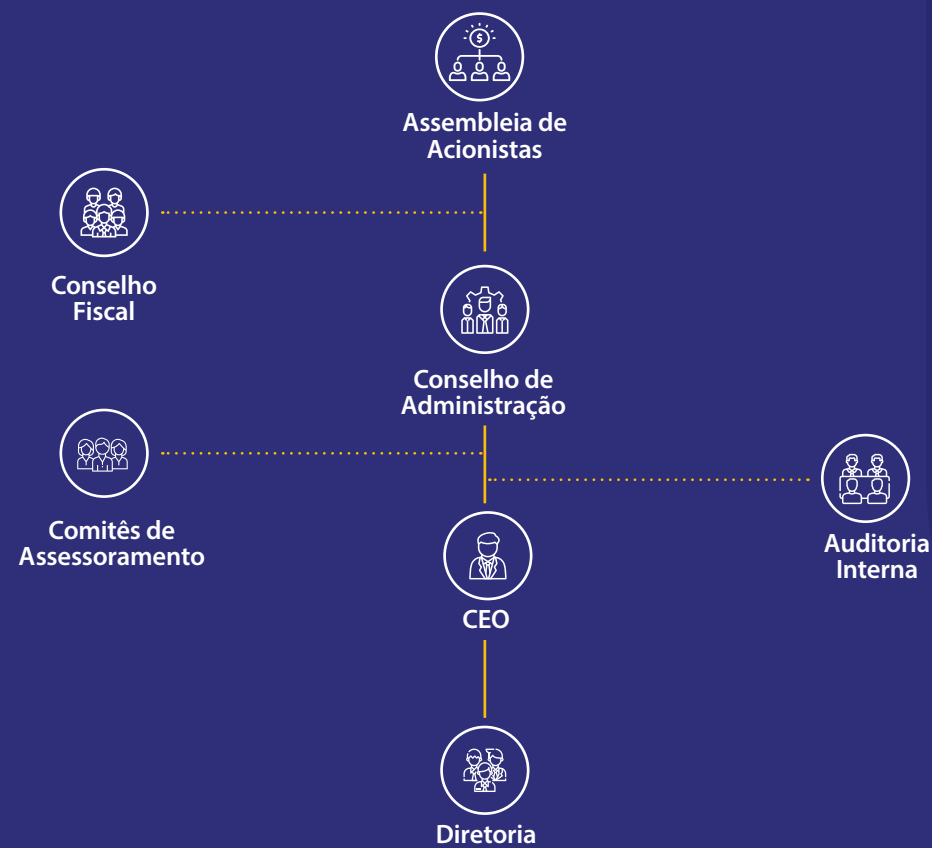 Assembleia de
Acionistas
Conselho
Fiscal
Conselho de
Administração
Comitês de
Assessoramento
Auditoria
Interna
CEO
Diretoria